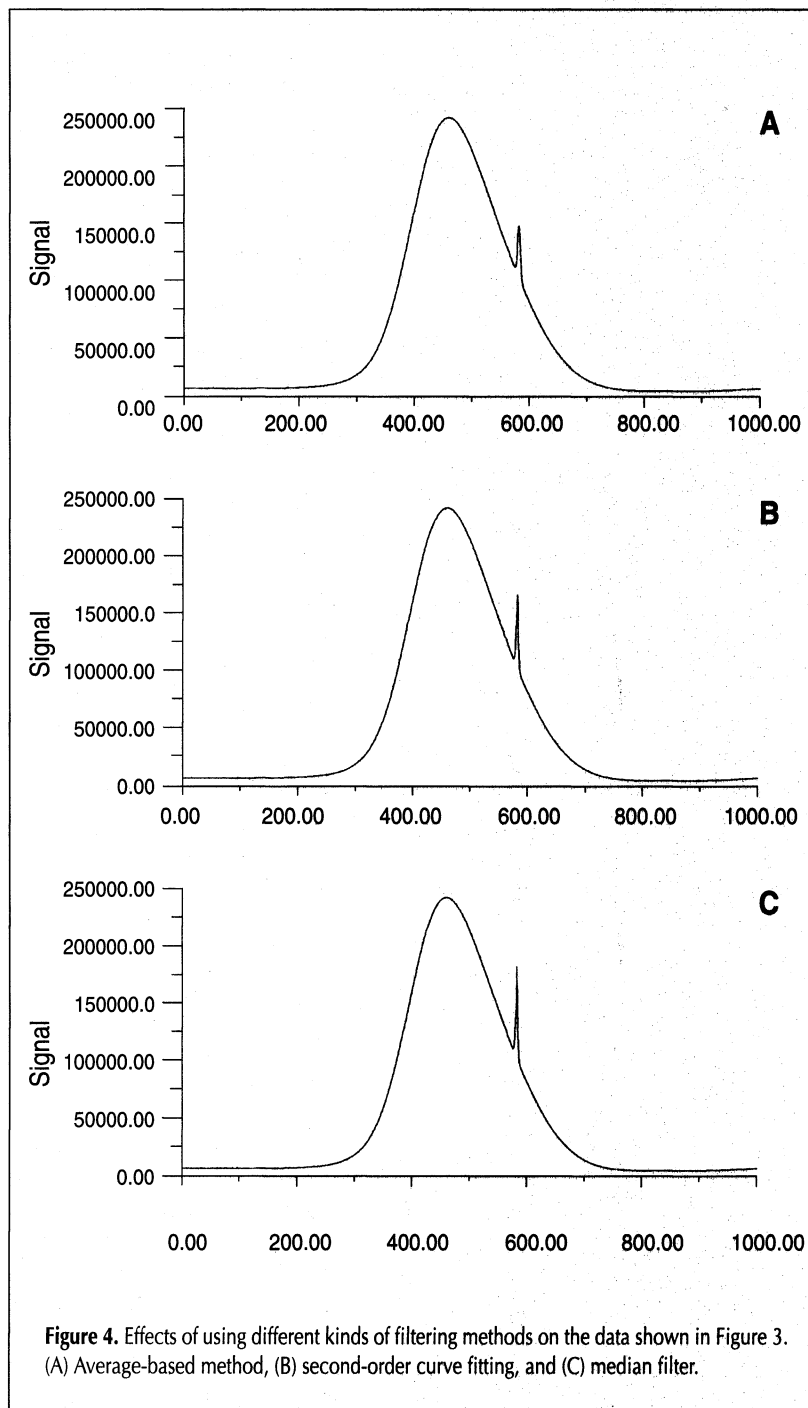 A
250000.00
200000.00
150000.0
100000.00
50000.00
0.00
Signal
0.00 200.00 400.00 600.00 800.00 1000.00
B
250000.00
200000.00
150000.0
100000.00
50000.00
0.00
Signal
0.00 200.00 400.00 600.00 800.00 1000.00
C
250000.00
200000.00
150000.0
100000.00
50000.00
0.00
Signal
0.00 200.00 400.00 600.00 800.00 1000.00
Figure 4. Effects of using different kinds of filtering methods on the data shown in Figure 3.
(A) Average-based method, (B) second-order curve fitting, and (C) median filter.